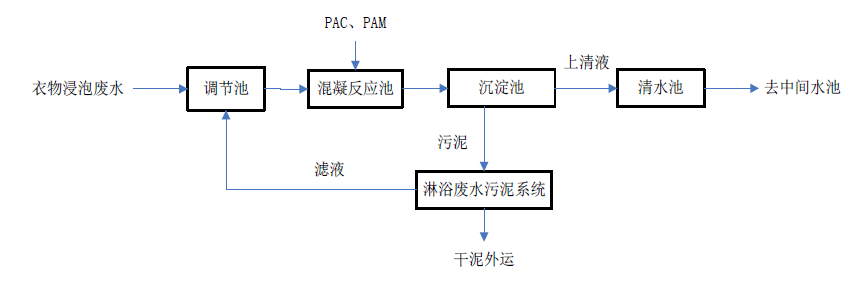 PAC、PAM
上清液
衣物浸泡废水
调节池
混凝反应池
沉淀池
清水池
去中间水池
污泥
滤液
淋浴废水污泥系统
干泥外运